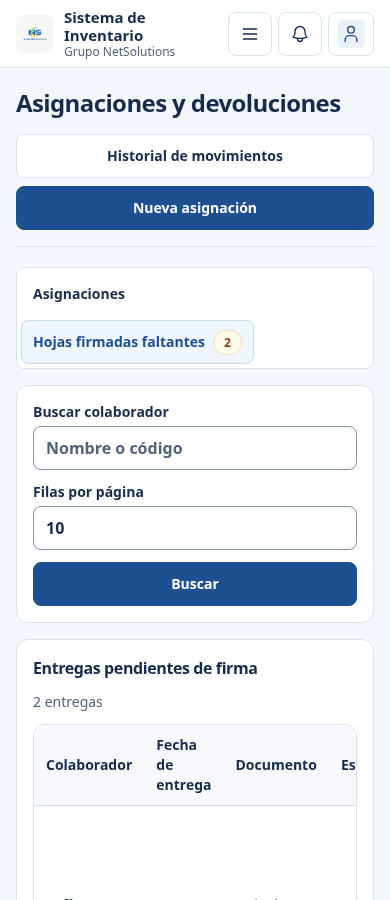 Sistema de
Inventario
Grupo NetSolutions
Asignaciones y devoluciones
Historial de movimientos
Nueva asignación
Asignaciones
Hojas firmadas faltantes 2
Buscar colaborador
Nombre o código
Filas por página
10
Buscar
Entregas pendientes de firma
2 entregas
Colaborador
Fecha
de
entrega
Documento
Es